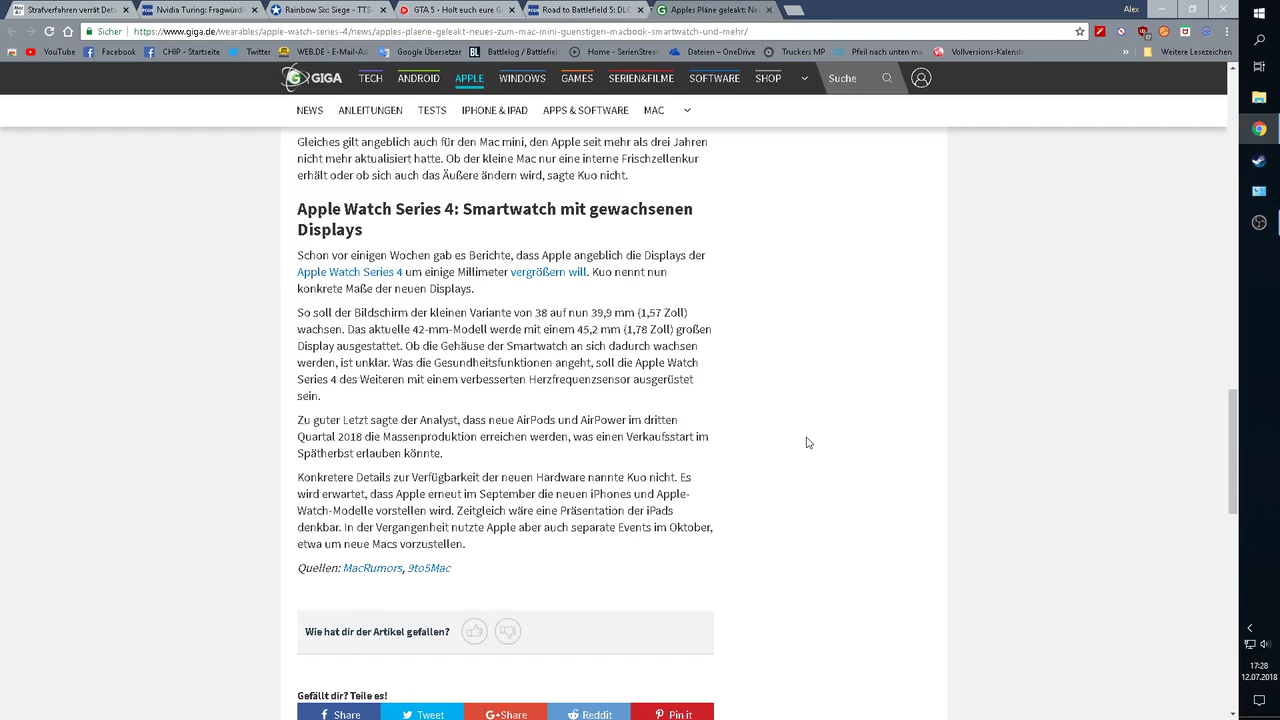 Strafverfahren verrät Det
Nvidia Turing: Fragwürd
Rainbow Six: Siege - TTS
GTA 5 - Holt euch eure G
Road to Battlefield 5: DLC
Apples Pläne geleakt: Ne
Alex
Sicher
https://www.giga.de/wearables/apple-watch-series-4/news/apples-plaene-geleakt-neues-zum-mac-mini-guenstigen-macbook-smartwatch-und-mehr/
YouTube
Facebook
CHIP - Startseite
Twitter
WEB.DE - E-Mail-Ad
Google Übersetzer
BL Battlelog / Battlefie
Home - SerienStream
Dateien – OneDrive
Truckers MP
Pfeil nach unten ma
Vollversions-Kalende
»
Weitere Lesezeichen
GIGA
TECH
ANDROID
APPLE
WINDOWS
GAMES
SERIEN&FILME
SOFTWARE
SHOP
Suche
NEWS
ANLEITUNGEN
TESTS
IPHONE & IPAD
APPS & SOFTWARE
MAC
Gleiches gilt angeblich auch für den Mac mini, den Apple seit mehr als drei Jahren
nicht mehr aktualisiert hatte. Ob der kleine Mac nur eine interne Frischzellenkur
erhält oder ob sich auch das Äußere ändern wird, sagte Kuo nicht.
Apple Watch Series 4: Smartwatch mit gewachsenen
Displays
Schon vor einigen Wochen gab es Berichte, dass Apple angeblich die Displays der
Apple Watch Series 4 um einige Millimeter vergrößern will. Kuo nennt nun
konkrete Maße der neuen Displays.
So soll der Bildschirm der kleinen Variante von 38 auf nun 39,9 mm (1,57 Zoll)
wachsen. Das aktuelle 42-mm-Modell werde mit einem 45,2 mm (1,78 Zoll) großen
Display ausgestattet. Ob die Gehäuse der Smartwatch an sich dadurch wachsen
werden, ist unklar. Was die Gesundheitsfunktionen angeht, soll die Apple Watch
Series 4 des Weiteren mit einem verbesserten Herzfrequenzsensor ausgerüstet
sein.
Zu guter Letzt sagte der Analyst, dass neue AirPods und AirPower im dritten
Quartal 2018 die Massenproduktion erreichen werden, was einen Verkaufsstart im
Spätherbst erlauben könnte.
Konkretere Details zur Verfügbarkeit der neuen Hardware nannte Kuo nicht. Es
wird erwartet, dass Apple erneut im September die neuen iPhones und Apple-
Watch-Modelle vorstellen wird. Zeitgleich wäre eine Präsentation der iPads
denkbar. In der Vergangenheit nutzte Apple aber auch separate Events im Oktober,
etwa um neue Macs vorzustellen.
Quellen: MacRumors, 9to5Mac
Wie hat dir der Artikel gefallen?
Gefällt dir? Teile es!
Share
Tweet
G+Share
Reddit
Pin it
17:28
12.07.2018